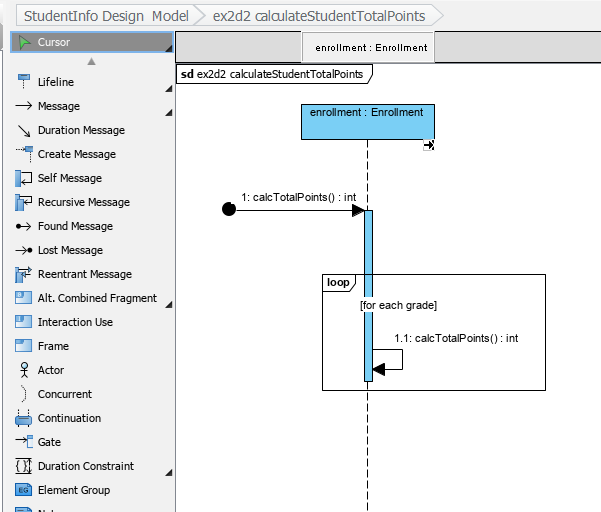 StudentInfo Design Model
ex2d2 calculateStudentTotalPoints
Cursor
Lifeline
Message
Duration Message
Create Message
Self Message
Recursive Message
Found Message
Lost Message
Reentrant Message
Alt. Combined Fragment
Interaction Use
Frame
Actor
Concurrent
Continuation
Gate
Duration Constraint
EG Element Group
enrollment : Enrollment
sd ex2d2 calculateStudentTotalPoints
enrollment : Enrollment
1: calcTotalPoints() : int
loop
[for each grade]
1.1: calcTotalPoints() : int